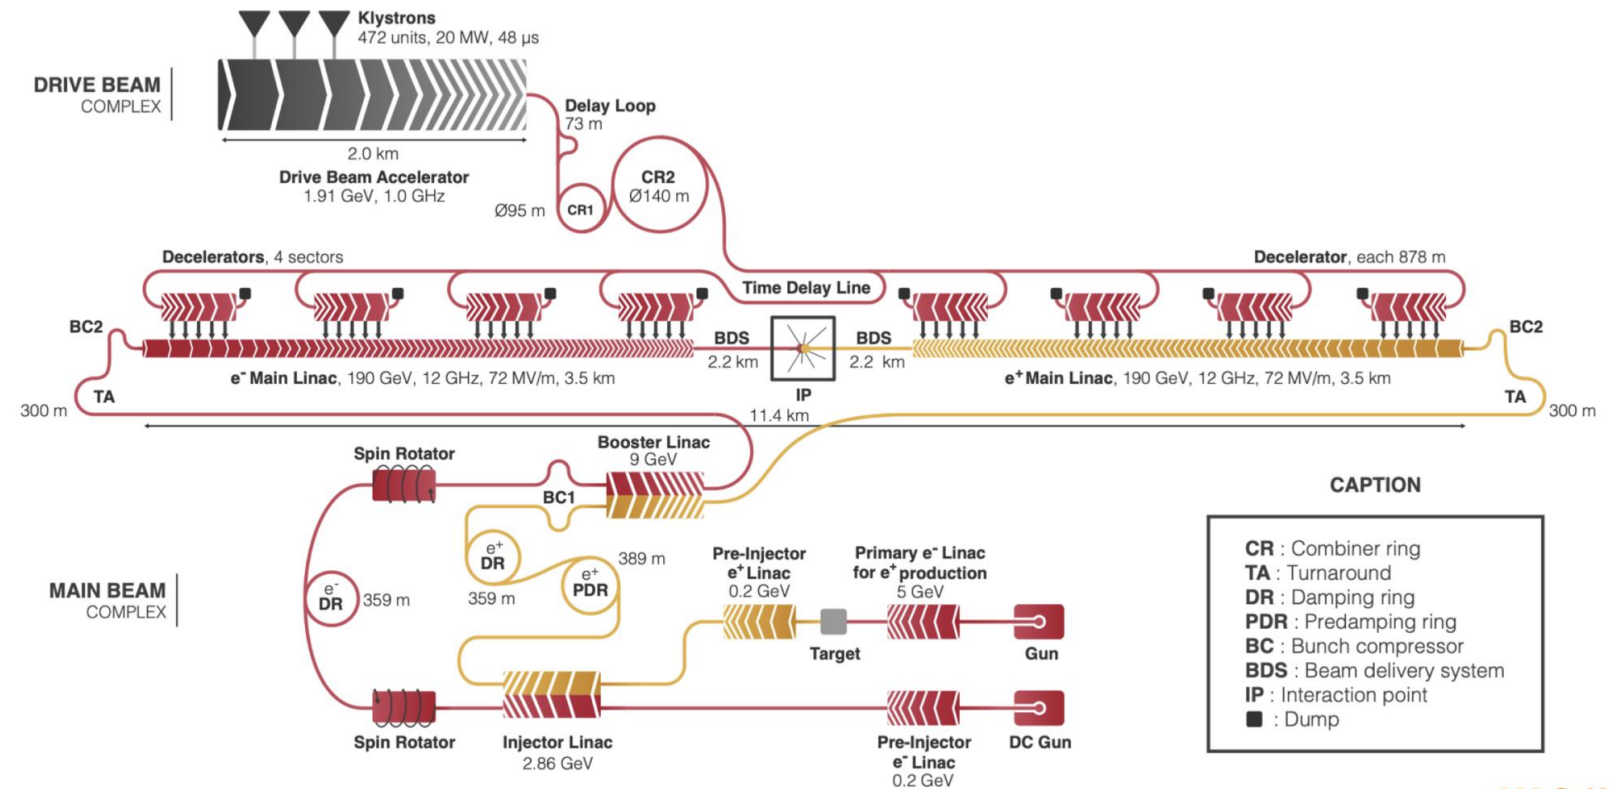 Klystrons
472 units, 20 MW, 48 µs
DRIVE BEAM
COMPLEX
Delay Loop
73 m
2.0 km
Drive Beam Accelerator
1.91 GeV, 1.0 GHz
CR2
Ø140 m
Ø95 m
CR1
Decelerators, 4 sectors
Decelerator, each 878 m
Time Delay Line
BC2
BDS
2.2 km
BDS
2.2 km
BC2
e- Main Linac, 190 GeV, 12 GHz, 72 MV/m, 3.5 km
IP
e+ Main Linac, 190 GeV, 12 GHz, 72 MV/m, 3.5 km
TA
300 m
11.4 km
TA
300 m
Spin Rotator
Booster Linac
9 GeV
BC1
MAIN BEAM
COMPLEX
e-
DR
359 m
e+
DR
359 m
e+
PDR
389 m
Pre-Injector
e+ Linac
0.2 GeV
Primary e- Linac
for e+ production
5 GeV
Target
Gun
Spin Rotator
Injector Linac
2.86 GeV
Pre-Injector
e- Linac
0.2 GeV
DC Gun
CAPTION
CR : Combiner ring
TA : Turnaround
DR : Damping ring
PDR : Predamping ring
BC : Bunch compressor
BDS : Beam delivery system
IP : Interaction point
: Dump